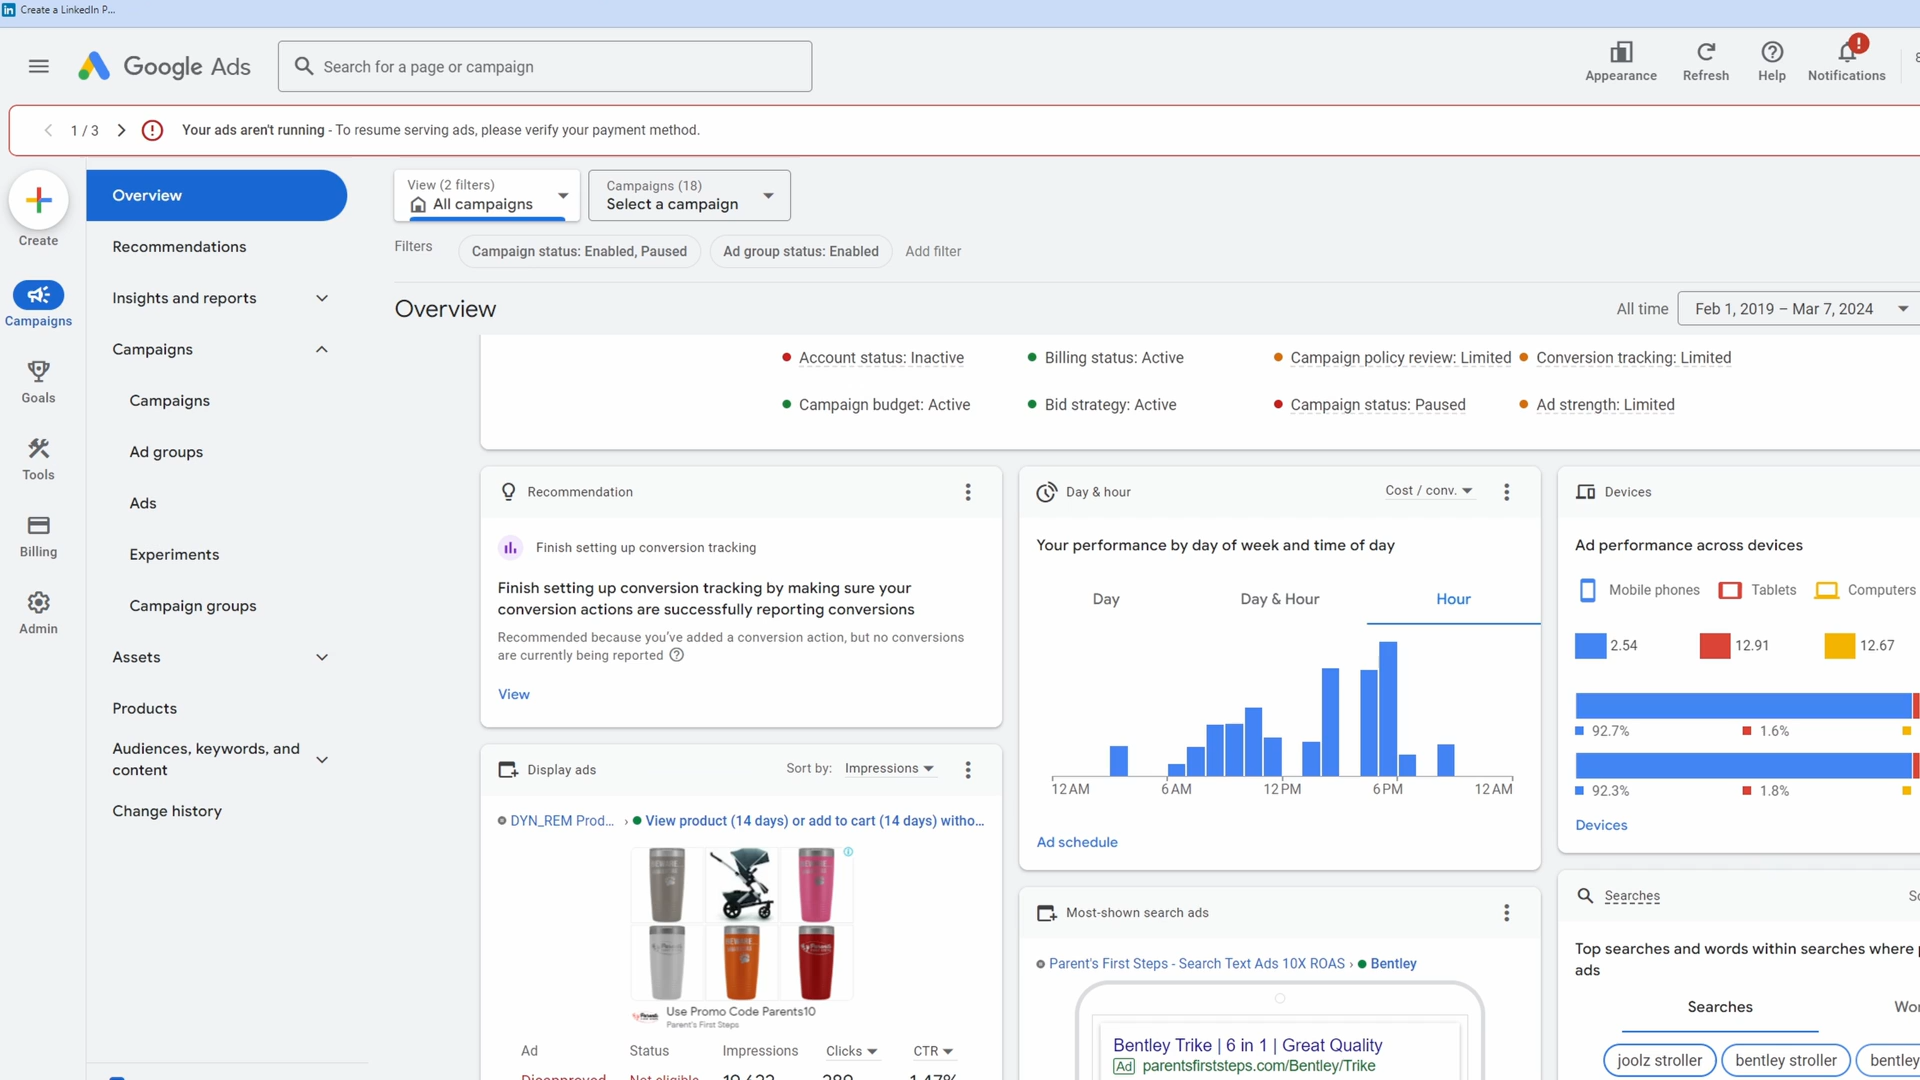 Create a LinkedIn P...
Google Ads
Search for a page or campaign
Appearance
Refresh
Help
Notifications
1 / 3
Your ads aren't running - To resume serving ads, please verify your payment method.
Create
Campaigns
Goals
Tools
Billing
Admin
Overview
Recommendations
Insights and reports
Campaigns
Campaigns
Ad groups
Ads
Experiments
Campaign groups
Assets
Products
Audiences, keywords, and
content
Change history
View (2 filters)
All campaigns
Campaigns (18)
Select a campaign
Filters
Campaign status: Enabled, Paused
Ad group status: Enabled
Add filter
Overview
All time
Feb 1, 2019 – Mar 7, 2024
Account status: Inactive
Billing status: Active
Campaign policy review: Limited
Conversion tracking: Limited
Campaign budget: Active
Bid strategy: Active
Campaign status: Paused
Ad strength: Limited
Recommendation
Finish setting up conversion tracking
Finish setting up conversion tracking by making sure your
conversion actions are successfully reporting conversions
Recommended because you've added a conversion action, but no conversions
are currently being reported
View
Display ads
Sort by: Impressions
DYN_REM Prod... › View product (14 days) or add to cart (14 days) witho...
Use Promo Code Parents10
Parent's First Steps
Ad
Status
Impressions
Clicks
CTR
Disapproved
Not eligible
19,622
289
1.47%
Day & hour
Cost / conv.
Your performance by day of week and time of day
Day
Day & Hour
Hour
12 AM
6 AM
12 PM
6 PM
12 AM
Ad schedule
Most-shown search ads
Parent's First Steps - Search Text Ads 10X ROAS › Bentley
Bentley Trike | 6 in 1 | Great Quality
Ad parentsfirststeps.com/Bentley/Trike
Devices
Ad performance across devices
Mobile phones
Tablets
Computers
2.54
12.91
12.67
92.7%
1.6%
92.3%
1.8%
Devices
Searches
Top searches and words within searches where
ads
Searches
joolz stroller
bentley stroller
bentley